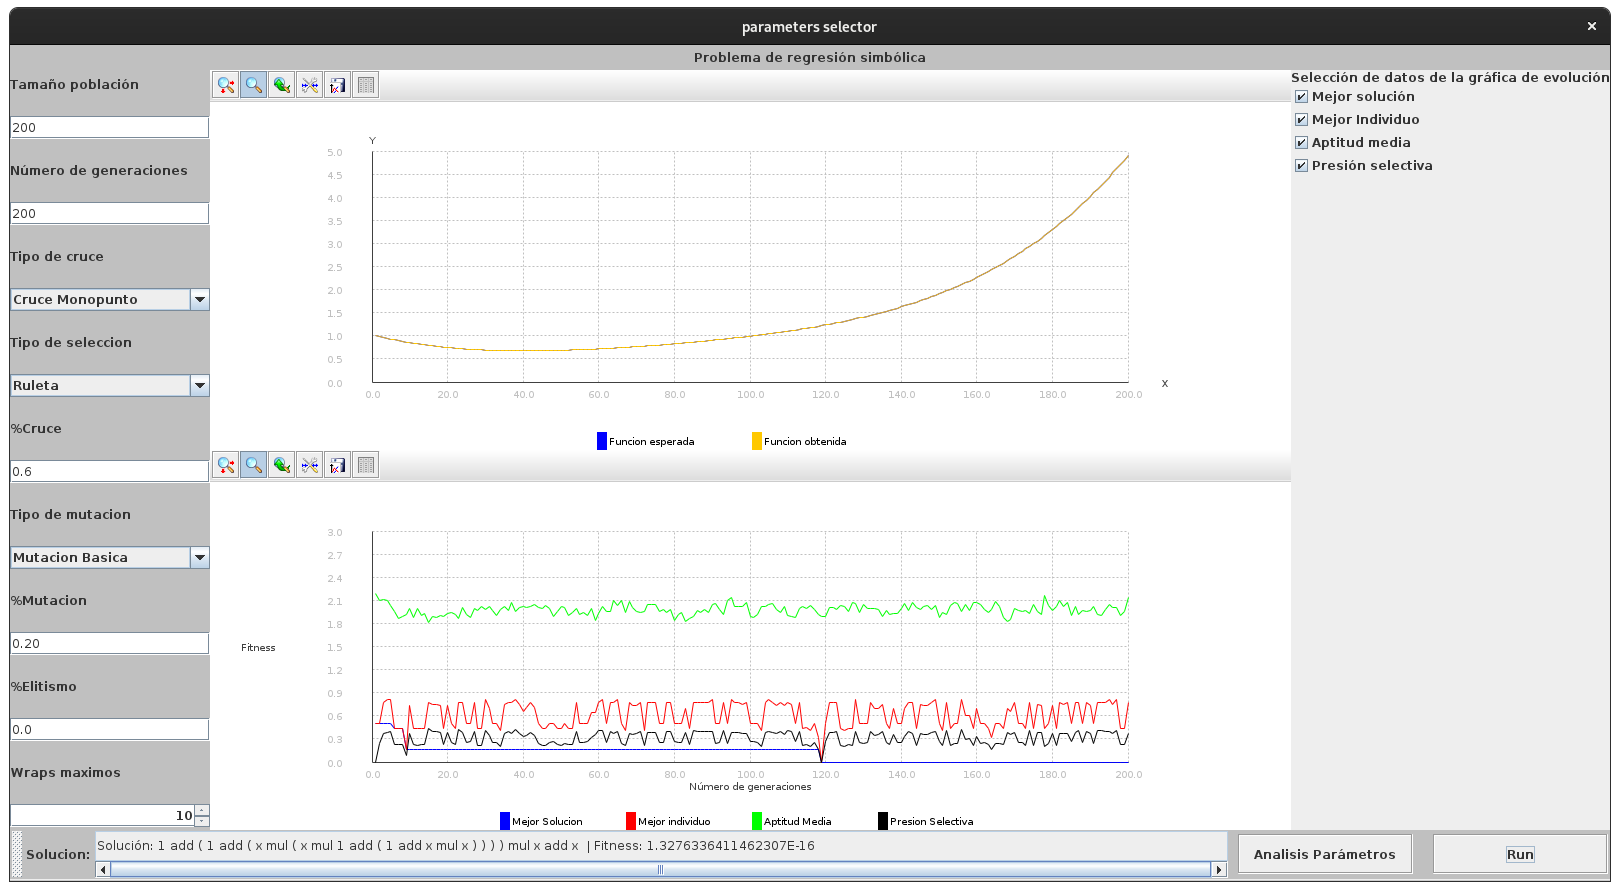 parameters selector
×
Problema de regresión simbólica
Tamaño población
200
Número de generaciones
200
Tipo de cruce
Cruce Monopunto
Tipo de seleccion
Ruleta
%Cruce
0.6
Tipo de mutacion
Mutacion Basica
%Mutacion
0.20
%Elitismo
0.0
Wraps maximos
10
Y
5.0
4.5
4.0
3.5
3.0
2.5
2.0
1.5
1.0
0.5
0.0
0.0 20.0 40.0 60.0 80.0 100.0 120.0 140.0 160.0 180.0 200.0
X
Funcion esperada Funcion obtenida
3.0
2.7
2.4
2.1
1.8
1.5
1.2
0.9
0.6
0.3
0.0
Fitness
0.0 20.0 40.0 60.0 80.0 100.0 120.0 140.0 160.0 180.0 200.0
Número de generaciones
Mejor Solucion Mejor individuo Aptitud Media Presion Selectiva
Selección de datos de la gráfica de evolución
Mejor solución
Mejor Individuo
Aptitud media
Presión selectiva
Solucion: Solución: 1 add ( 1 add ( x mul ( x mul 1 add ( 1 add x mul x ) ) ) ) mul x add x | Fitness: 1.3276336411462307E-16
Analisis Parámetros
Run